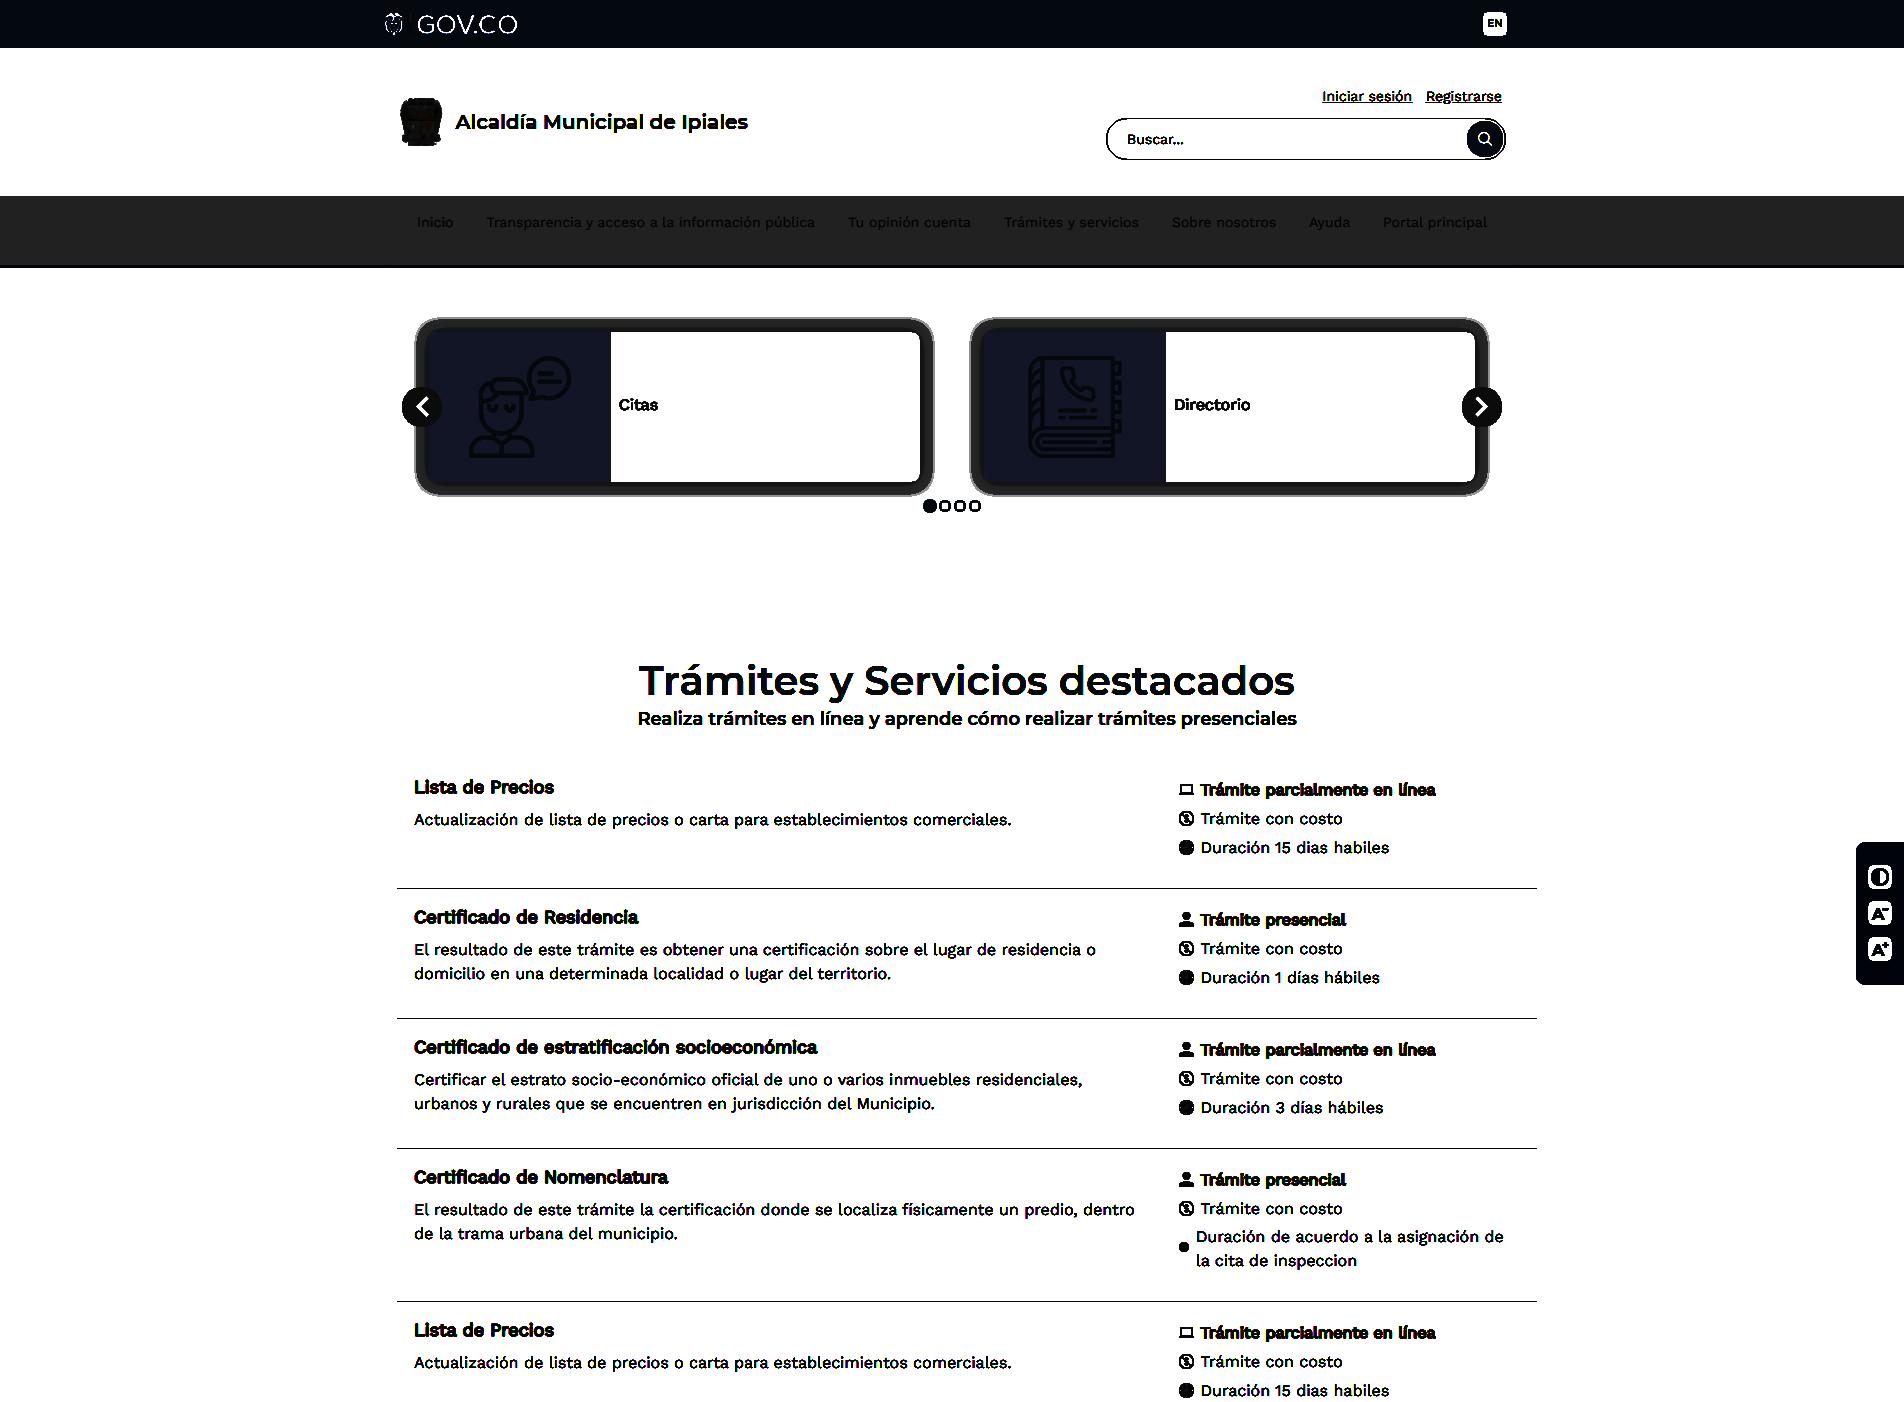 GOV.CO
EN
Iniciar sesión Registrarse
Alcaldía Municipal de Ipiales
Buscar...
Inicio Transparencia y acceso a la información pública Tu opinión cuenta Trámites y servicios Sobre nosotros Ayuda Portal principal
Citas
Directorio
Trámites y Servicios destacados
Realiza trámites en línea y aprende cómo realizar trámites presenciales
Lista de Precios
Actualización de lista de precios o carta para establecimientos comerciales.
Trámite parcialmente en línea
Trámite con costo
Duración 15 dias habiles
Certificado de Residencia
El resultado de este trámite es obtener una certificación sobre el lugar de residencia o
domicilio en una determinada localidad o lugar del territorio.
Trámite presencial
Trámite con costo
Duración 1 días hábiles
Certificado de estratificación socioeconómica
Certificar el estrato socio-económico oficial de uno o varios inmuebles residenciales,
urbanos y rurales que se encuentren en jurisdicción del Municipio.
Trámite parcialmente en línea
Trámite con costo
Duración 3 días hábiles
Certificado de Nomenclatura
El resultado de este trámite la certificación donde se localiza físicamente un predio, dentro
de la trama urbana del municipio.
Trámite presencial
Trámite con costo
Duración de acuerdo a la asignación de
la cita de inspeccion
Lista de Precios
Actualización de lista de precios o carta para establecimientos comerciales.
Trámite parcialmente en línea
Trámite con costo
Duración 15 dias habiles
A-
A+